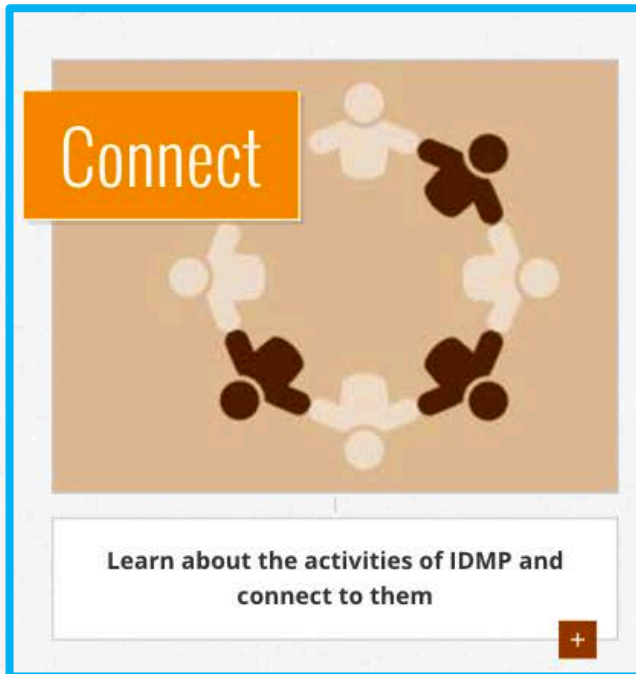 Connect
Learn about the activities of IDMP and
connect to them
+